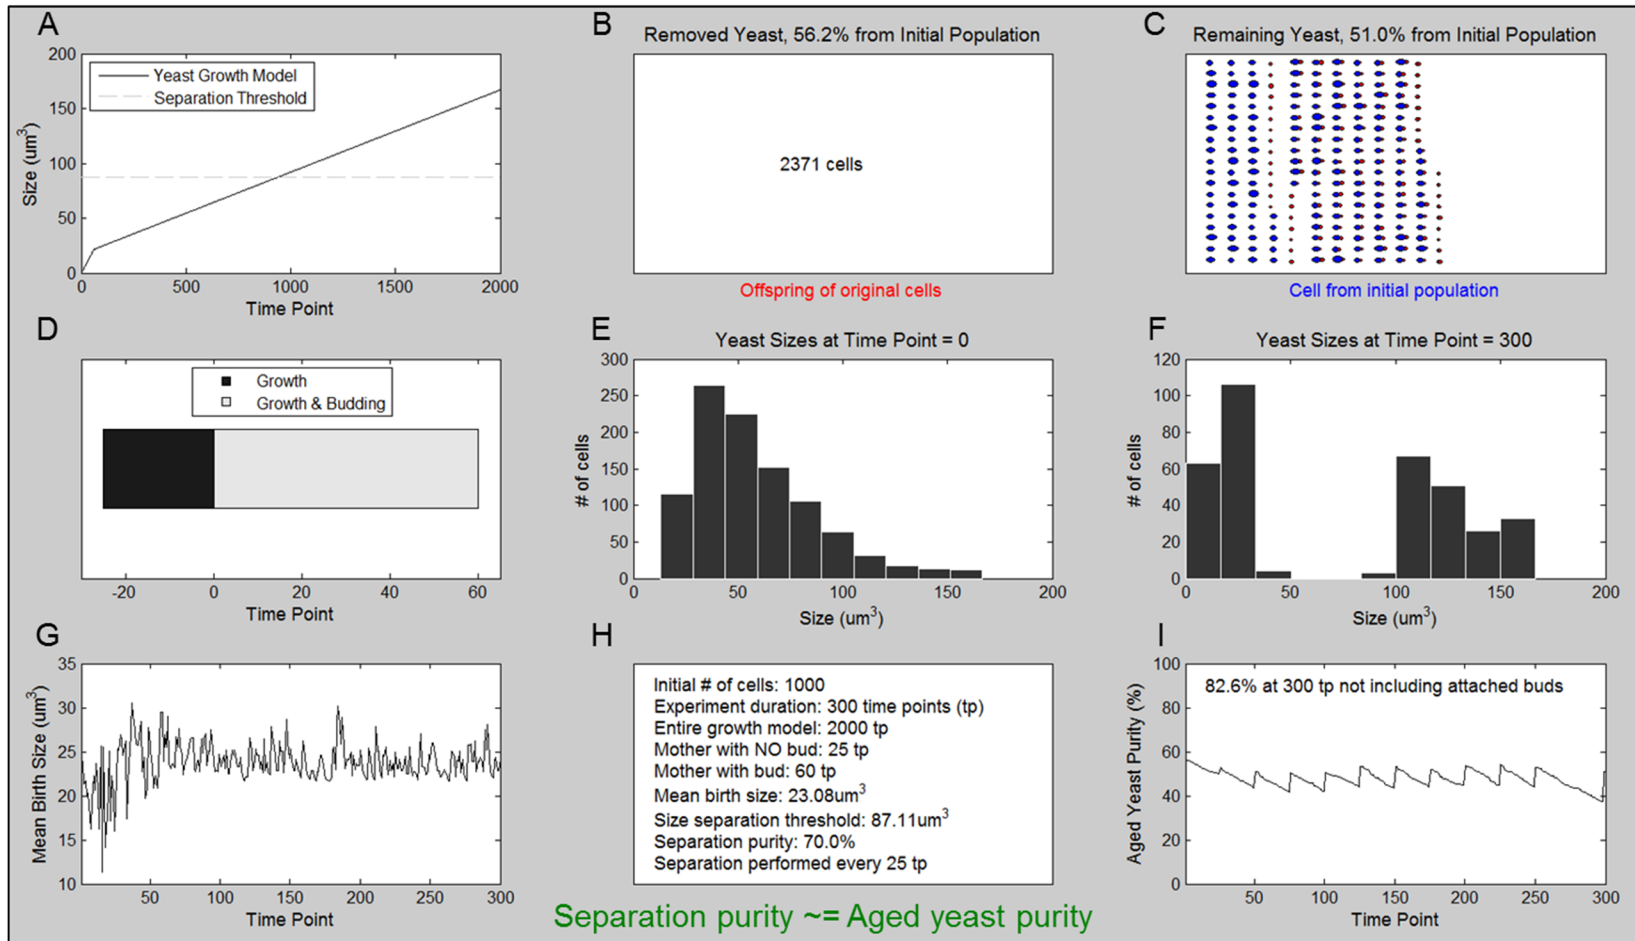 A
200
150
100
50
0
Yeast Growth Model
Separation Threshold
Size (um³)
0 500 1000 1500 2000
Time Point
B
Removed Yeast, 56.2% from Initial Population
2371 cells
Offspring of original cells
C
Remaining Yeast, 51.0% from Initial Population
Cell from initial population
D
Growth
Growth & Budding
-20 0 20 40 60
Time Point
E
Yeast Sizes at Time Point = 0
300
250
200
150
100
50
0
# of cells
0 50 100 150 200
Size (um³)
F
Yeast Sizes at Time Point = 300
120
100
80
60
40
20
0
# of cells
0 50 100 150 200
Size (um³)
G
35
30
25
20
15
10
Mean Birth Size (um³)
50 100 150 200 250 300
Time Point
H
Initial # of cells: 1000
Experiment duration: 300 time points (tp)
Entire growth model: 2000 tp
Mother with NO bud: 25 tp
Mother with bud: 60 tp
Mean birth size: 23.08um³
Size separation threshold: 87.11um³
Separation purity: 70.0%
Separation performed every 25 tp
I
100
80
60
40
20
0
82.6% at 300 tp not including attached buds
Aged Yeast Purity (%)
50 100 150 200 250 300
Time Point
Separation purity ~= Aged yeast purity